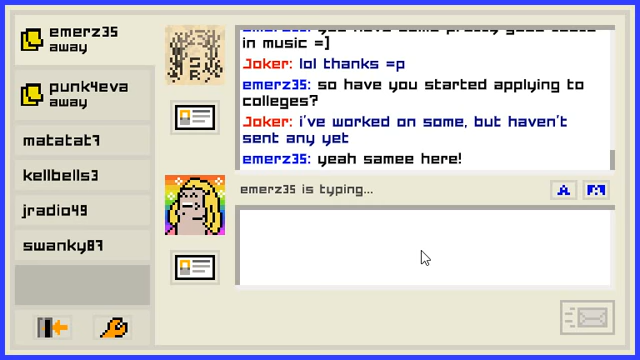 emerz35
away
punk4eva
away
matatat7
kellbells3
jradio49
swanky87
in music =]
Joker: lol thanks =p
emerz35: so have you started applying to
colleges?
Joker: i've worked on some, but haven't
sent any yet
emerz35: yeah samee here!
emerz35 is typing...
SR
A